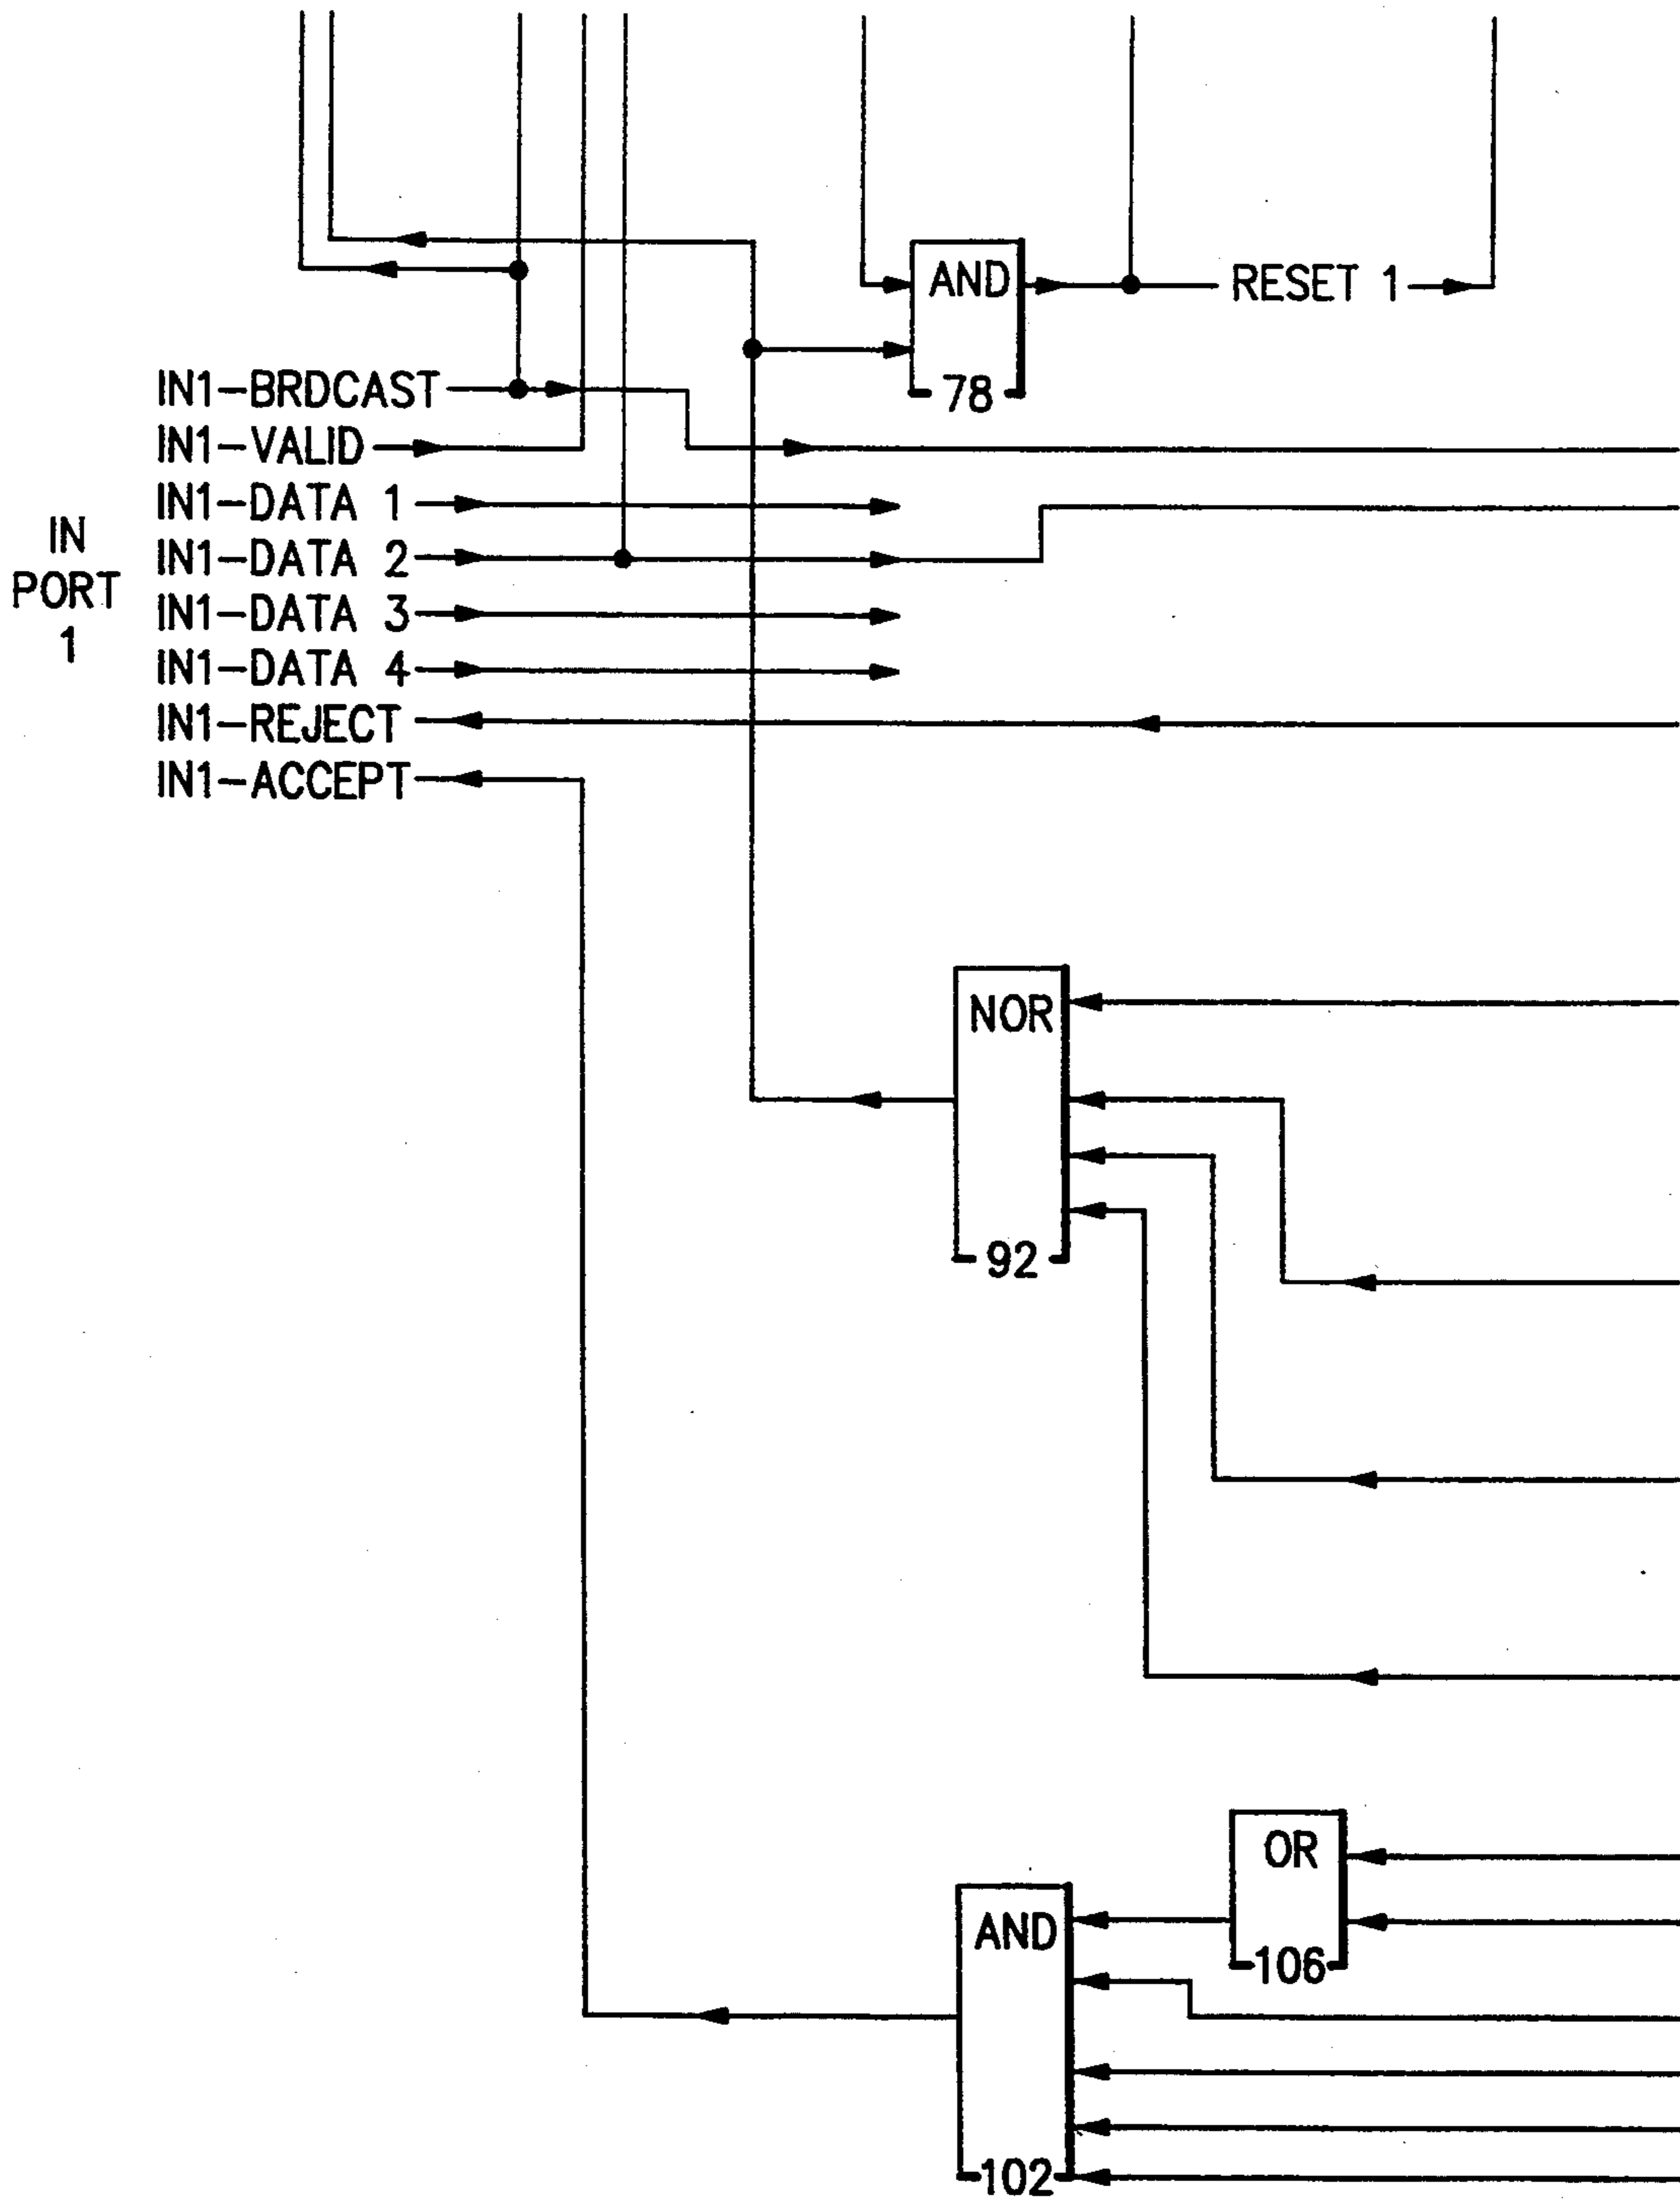 AND
78
RESET 1
IN1-BRDCAST
IN1-VALID
IN1-DATA 1
IN1-DATA 2
IN1-DATA 3
IN1-DATA 4
IN1-REJECT
IN1-ACCEPT
IN
PORT
1
NOR
92
OR
106
AND
102